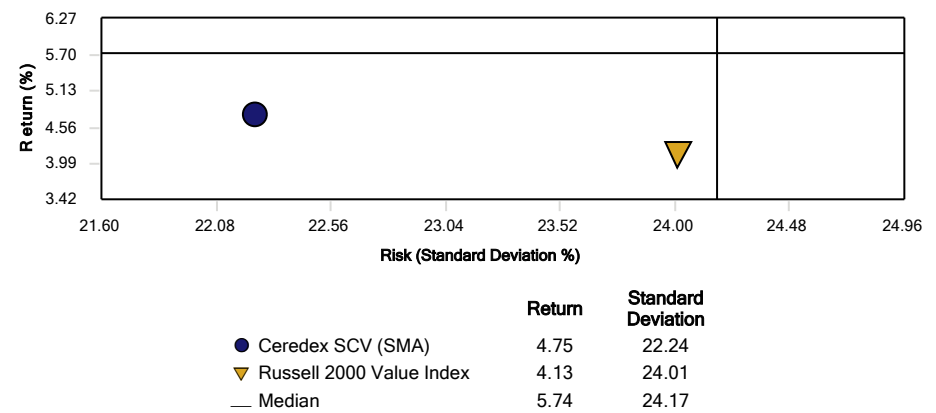 6.27
5.70
5.13
4.56
3.99
3.42
Return (%)
21.60 22.08 22.56 23.04 23.52 24.00 24.48 24.96
Risk (Standard Deviation %)
Return Standard Deviation
Ceredex SCV (SMA) 4.75 22.24
Russell 2000 Value Index 4.13 24.01
Median 5.74 24.17